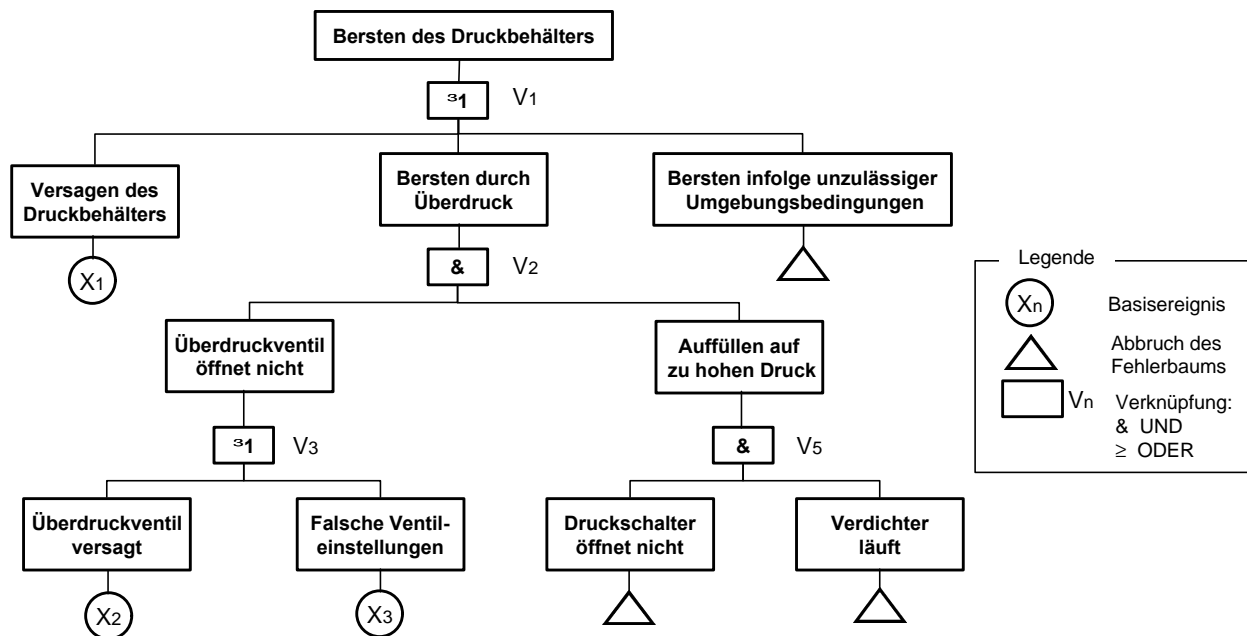 Bersten des Druckbehälters
³1 V1
Versagen des
Druckbehälters
Bersten durch
Überdruck
Bersten infolge unzulässiger
Umgebungsbedingungen
X1
& V2
Überdruckventil
öffnet nicht
Auffüllen auf
zu hohen Druck
³1 V3
& V5
Überdruckventil
versagt
Falsche Ventil-
einstellungen
Druckschalter
öffnet nicht
Verdichter
läuft
X2
X3
Legende
Xn Basisereignis
Abbruch des
Fehlerbaums
Vn Verknüpfung:
& UND
≥ ODER